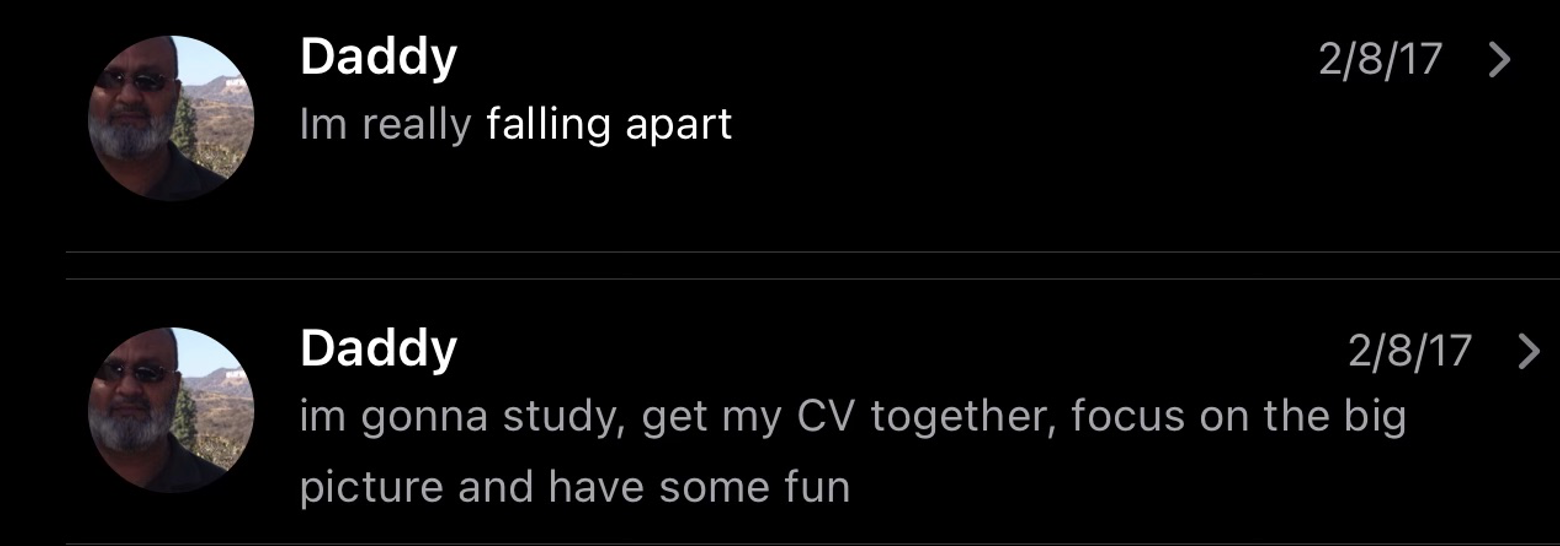 Daddy
2/8/17
Im really falling apart
Daddy
2/8/17
im gonna study, get my CV together, focus on the big
picture and have some fun